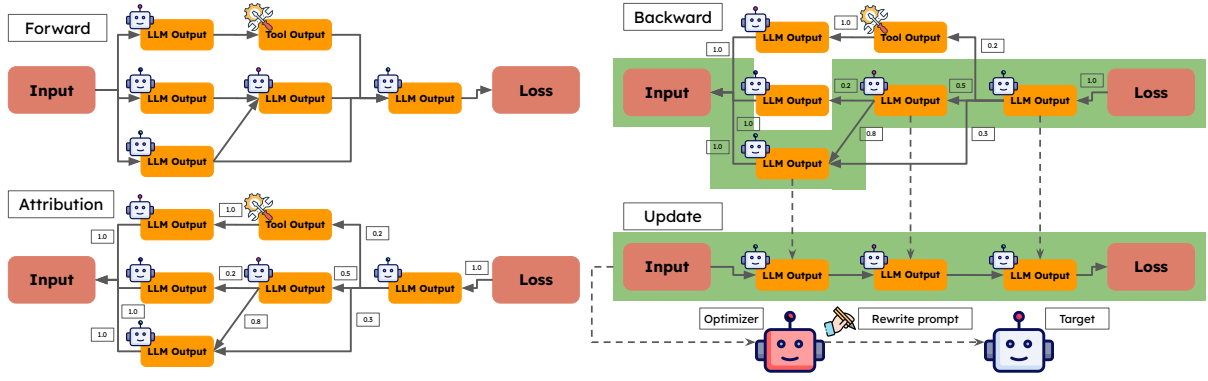 Forward
LLM Output
Tool Output
Input
LLM Output
LLM Output
LLM Output
Loss
LLM Output
Attribution
LLM Output
1.0
Tool Output
1.0
0.2
Input
LLM Output
0.2
LLM Output
0.5
LLM Output
1.0
Loss
1.0
1.0
0.8
0.3
LLM Output
Backward
LLM Output
1.0
Tool Output
1.0
0.2
Input
LLM Output
0.2
LLM Output
0.5
LLM Output
1.0
Loss
1.0
1.0
0.8
0.3
LLM Output
Update
Input
LLM Output
LLM Output
LLM Output
Loss
Optimizer
Rewrite prompt
Target